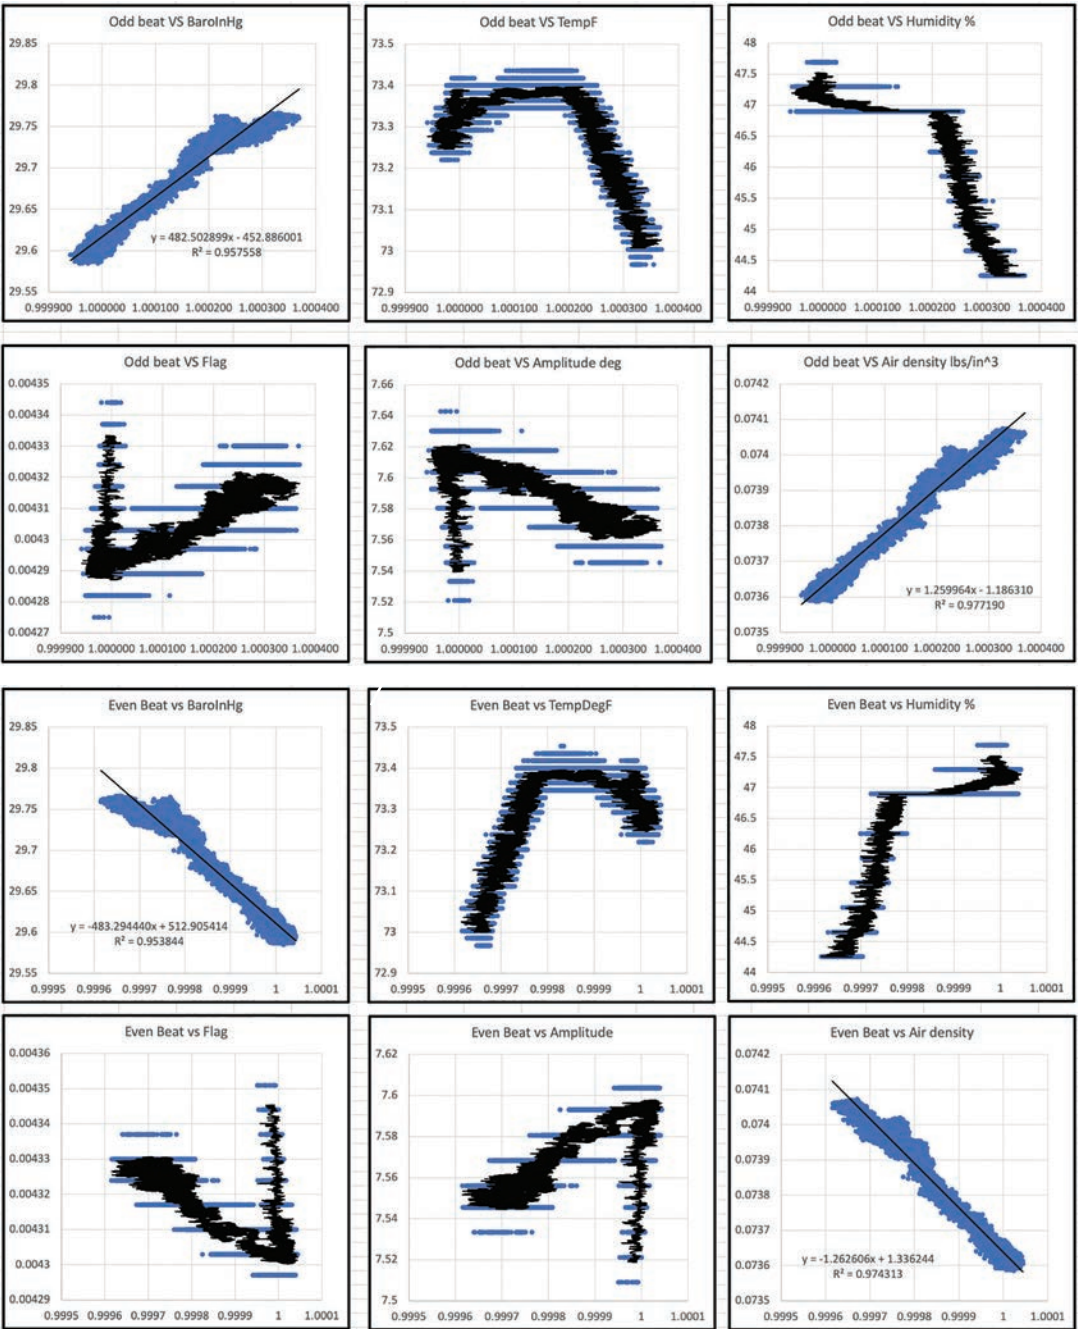 Odd beat VS BaroInHg
29.85
29.8
29.75
29.7
29.65
29.6
29.55
y = 482.502899x - 452.886001
R² = 0.957558
0.999900 1.000000 1.000100 1.000200 1.000300 1.000400
Odd beat VS TempF
73.5
73.4
73.3
73.2
73.1
73
72.9
0.999900 1.000000 1.000100 1.000200 1.000300 1.000400
Odd beat VS Humidity %
48
47.5
47
46.5
46
45.5
45
44.5
44
0.999900 1.000000 1.000100 1.000200 1.000300 1.000400
Odd beat VS Flag
0.00435
0.00434
0.00433
0.00432
0.00431
0.0043
0.00429
0.00428
0.00427
0.999900 1.000000 1.000100 1.000200 1.000300 1.000400
Odd beat VS Amplitude deg
7.66
7.64
7.62
7.6
7.58
7.56
7.54
7.52
7.5
0.999900 1.000000 1.000100 1.000200 1.000300 1.000400
Odd beat VS Air density lbs/in^3
0.0742
0.0741
0.074
0.0739
0.0738
0.0737
0.0736
0.0735
y = 1.259964x - 1.186310
R² = 0.977190
0.999900 1.000000 1.000100 1.000200 1.000300 1.000400
Even Beat vs BaroInHg
29.85
29.8
29.75
29.7
29.65
29.6
29.55
y = -483.294440x + 512.905414
R² = 0.953844
0.9995 0.9996 0.9997 0.9998 0.9999 1 1.0001
Even Beat vs TempDegF
73.5
73.4
73.3
73.2
73.1
73
72.9
0.9995 0.9996 0.9997 0.9998 0.9999 1 1.0001
Even Beat vs Humidity %
48
47.5
47
46.5
46
45.5
45
44.5
44
0.9995 0.9996 0.9997 0.9998 0.9999 1 1.0001
Even Beat vs Flag
0.00436
0.00435
0.00434
0.00433
0.00432
0.00431
0.0043
0.00429
0.9995 0.9996 0.9997 0.9998 0.9999 1 1.0001
Even Beat vs Amplitude
7.62
7.6
7.58
7.56
7.54
7.52
7.5
0.9995 0.9996 0.9997 0.9998 0.9999 1 1.0001
Even Beat vs Air density
0.0742
0.0741
0.074
0.0739
0.0738
0.0737
0.0736
0.0735
y = -1.262606x + 1.336244
R² = 0.974313
0.9995 0.9996 0.9997 0.9998 0.9999 1 1.0001